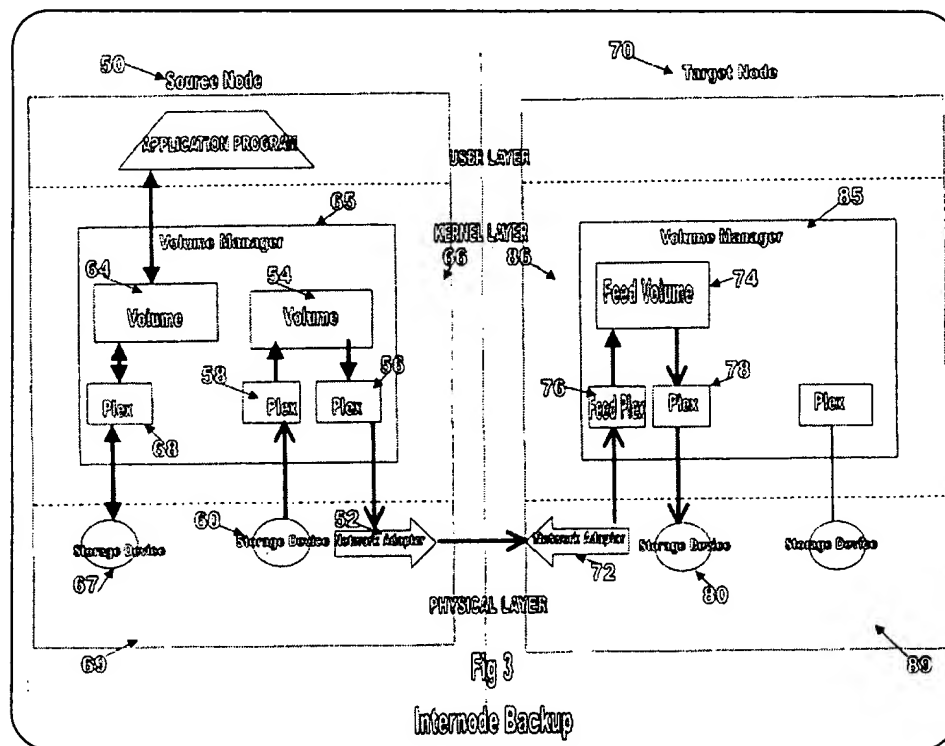 50
Source Node
70
Target Node
APPLICATION PROGRAM
USER LAYER
65
Volume Manager
KERNEL LAYER
66
86
85
Volume Manager
64
Volume
54
Volume
Feed Volume
74
58
Plex
56
Plex
Plex
68
76
Feed Plex
78
Plex
Plex
60
52
Storage Device
67
Storage Device
Network Adapter
Network Adapter
72
Storage Device
80
Storage Device
PHYSICAL LAYER
69
89
Fig 3
Internode Backup